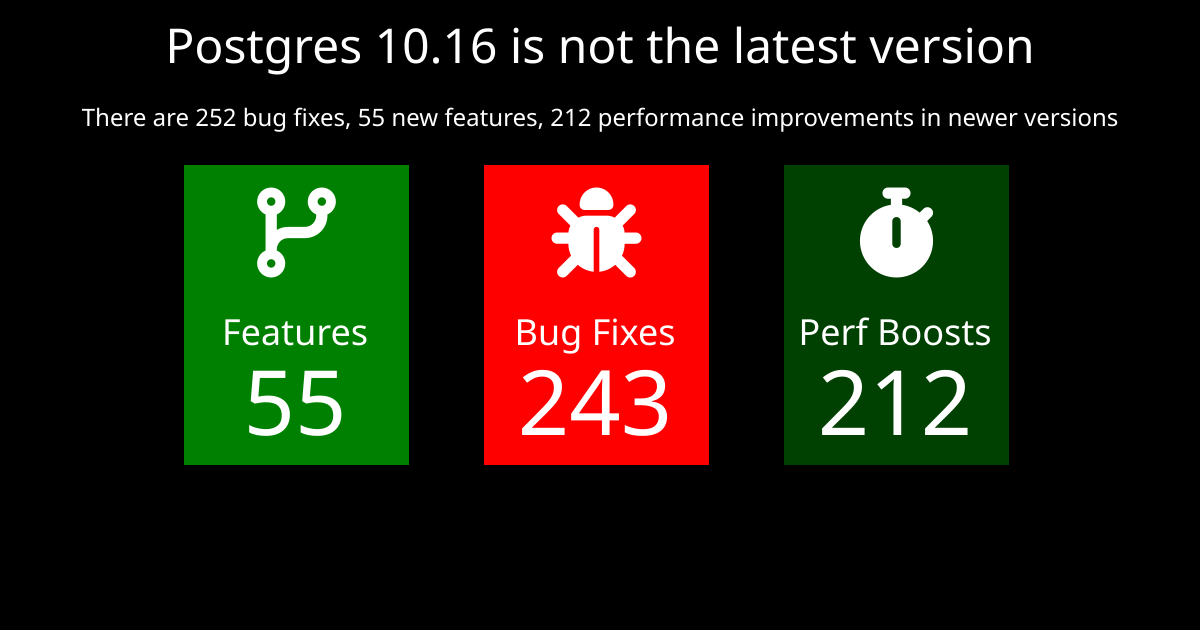 Postgres 10.16 is not the latest version
There are 252 bug fixes, 55 new features, 212 performance improvements in newer versions
Features
55
Bug Fixes
243
Perf Boosts
212